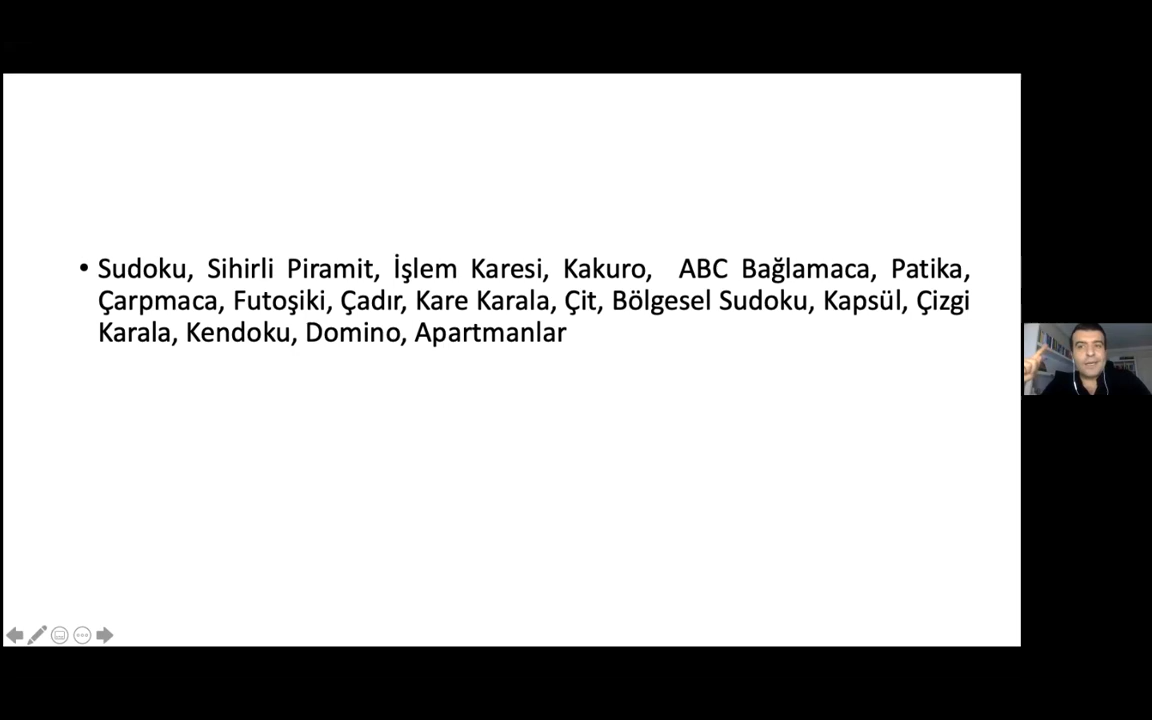 • Sudoku, Sihirli Piramit, İşlem Karesi, Kakuro, ABC Bağlamaca, Patika,
Çarpmaca, Futoşiki, Çadır, Kare Karala, Çit, Bölgesel Sudoku, Kapsül, Çizgi
Karala, Kendoku, Domino, Apartmanlar